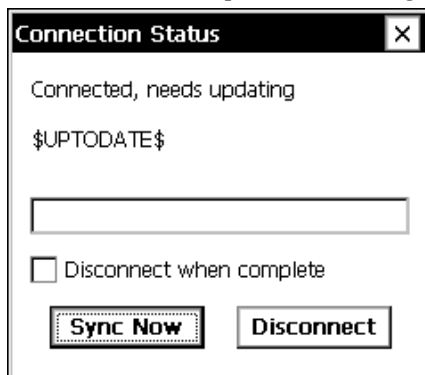 Connection Status
Connected, needs updating
$UPTODATE$
Disconnect when complete
Sync Now Disconnect